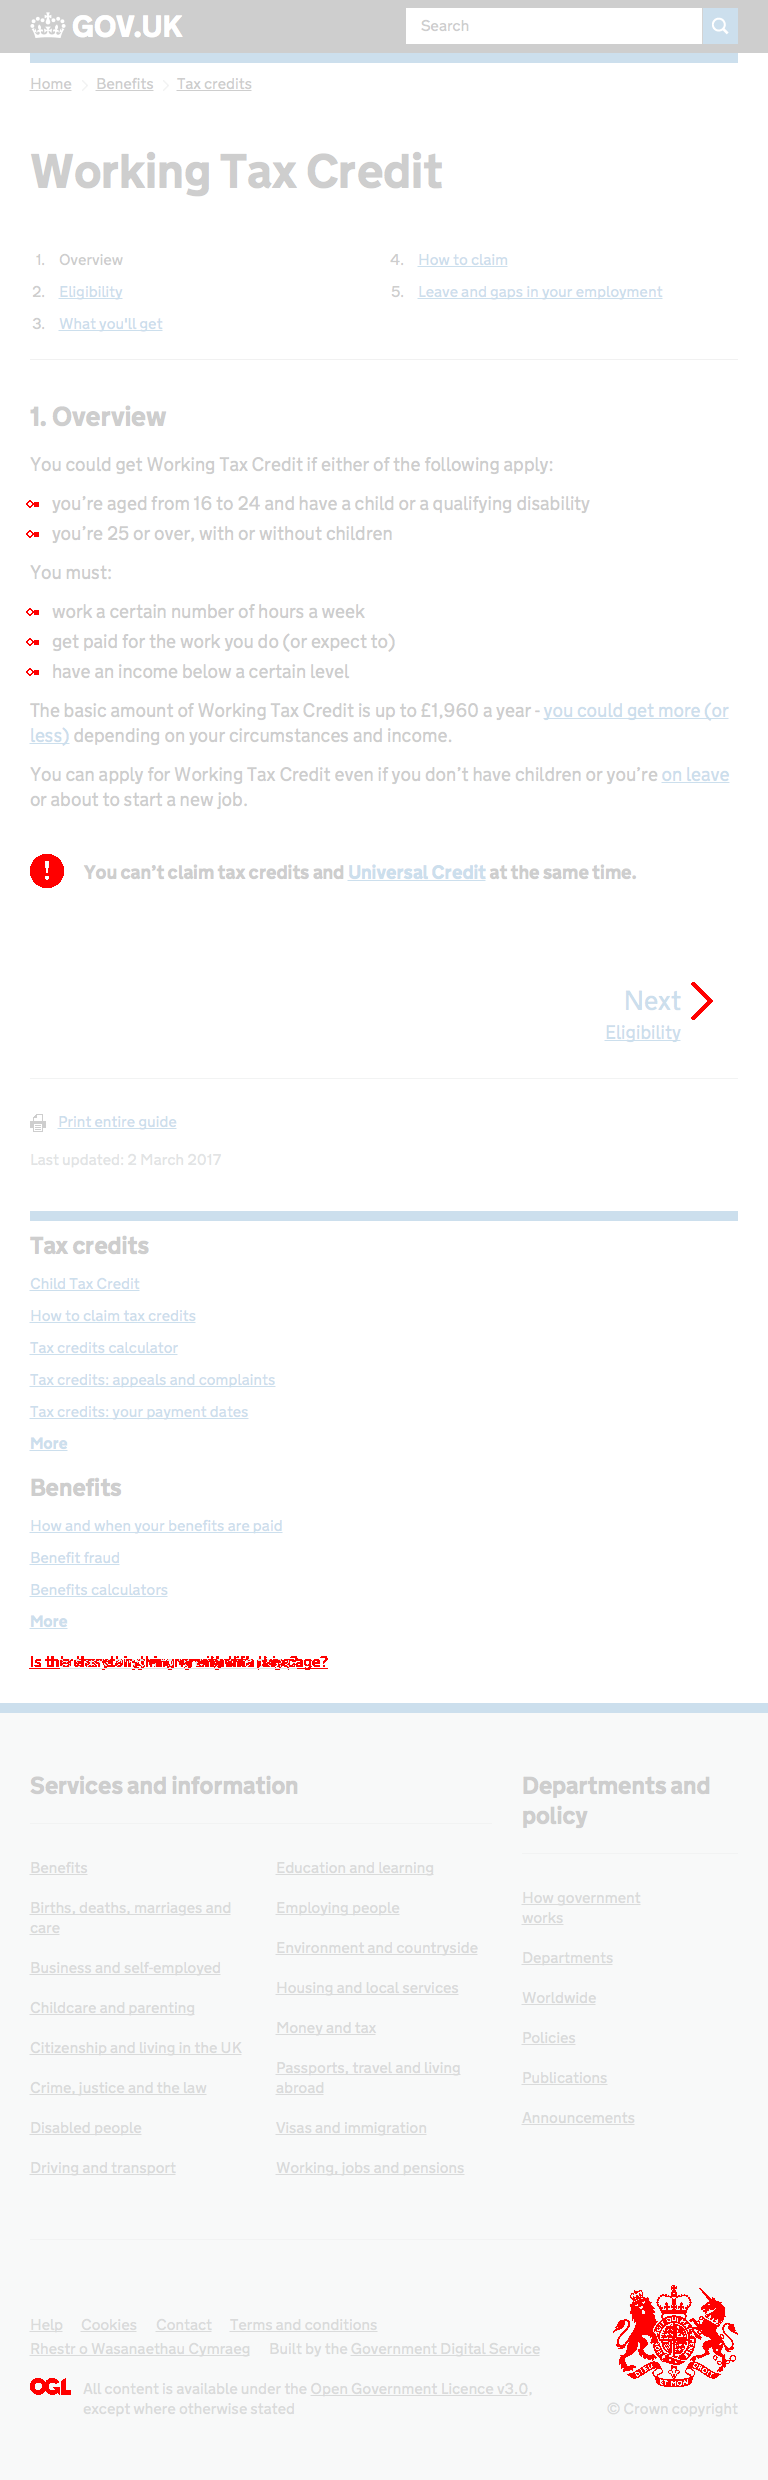 GOV.UK
Search
Home Benefits Tax credits
Working Tax Credit
1. Overview
2. Eligibility
3. What you'll get
4. How to claim
5. Leave and gaps in your employment
1. Overview
You could get Working Tax Credit if either of the following apply:
you’re aged from 16 to 24 and have a child or a qualifying disability
you’re 25 or over, with or without children
You must:
work a certain number of hours a week
get paid for the work you do (or expect to)
have an income below a certain level
The basic amount of Working Tax Credit is up to £1,960 a year - you could get more (or
less) depending on your circumstances and income.
You can apply for Working Tax Credit even if you don’t have children or you’re on leave
or about to start a new job.
! You can’t claim tax credits and Universal Credit at the same time.
Next
Eligibility
Print entire guide
Last updated: 2 March 2017
Tax credits
Child Tax Credit
How to claim tax credits
Tax credits calculator
Tax credits: appeals and complaints
Tax credits: your payment dates
More
Benefits
How and when your benefits are paid
Benefit fraud
Benefits calculators
More
Services and information
Benefits
Births, deaths, marriages and
care
Business and self-employed
Childcare and parenting
Citizenship and living in the UK
Crime, justice and the law
Disabled people
Driving and transport
Education and learning
Employing people
Environment and countryside
Housing and local services
Money and tax
Passports, travel and living
abroad
Visas and immigration
Working, jobs and pensions
Departments and
policy
How government
works
Departments
Worldwide
Policies
Publications
Announcements
Help Cookies Contact Terms and conditions
Rhestr o Wasanaethau Cymraeg Built by the Government Digital Service
OGL All content is available under the Open Government Licence v3.0,
except where otherwise stated
© Crown copyright